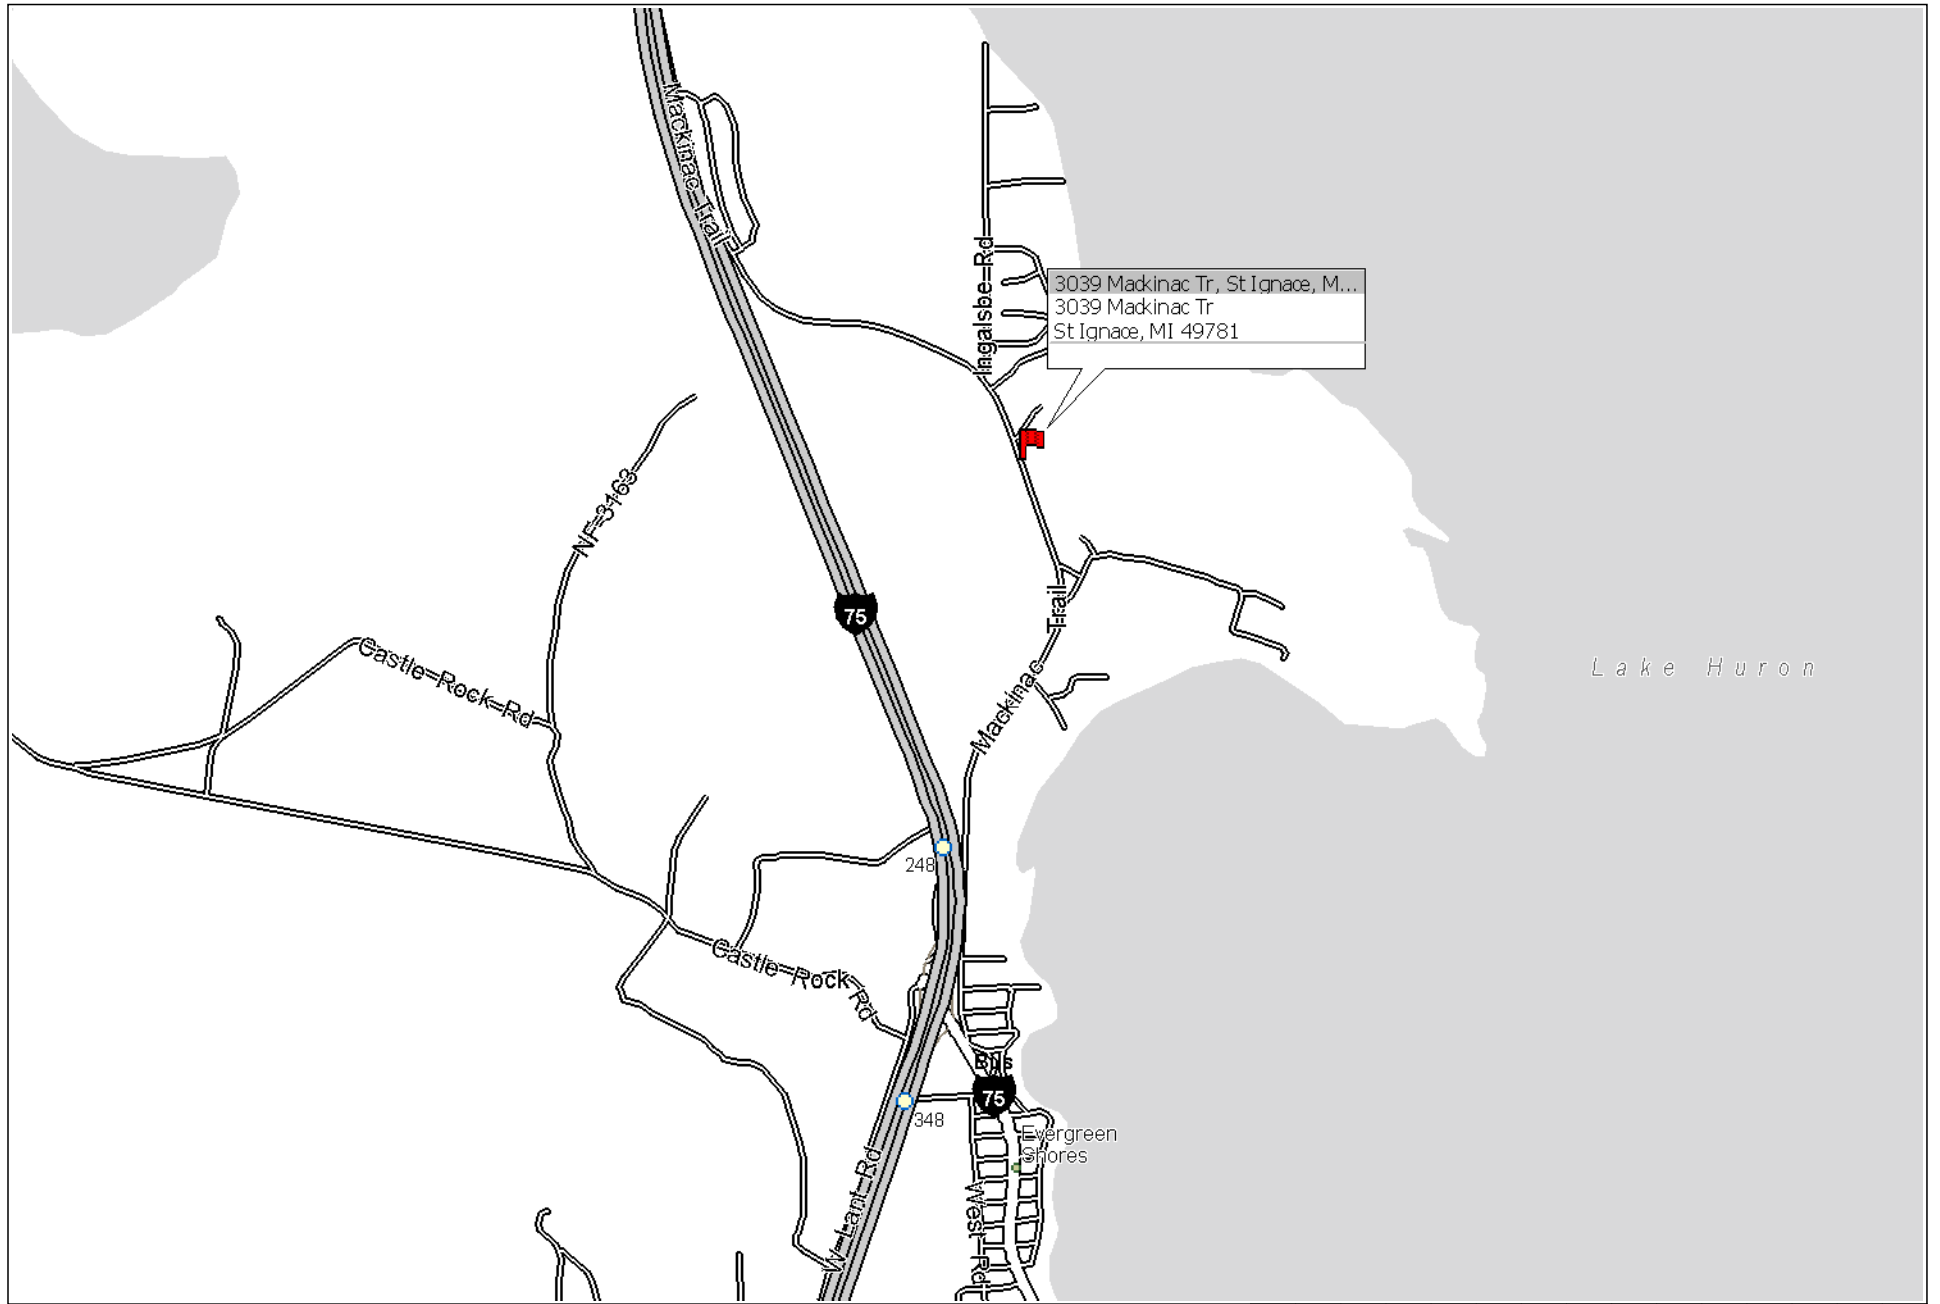 Mackinac Trail
Ingalsbe Rd
3039 Mackinac Tr, St Ignace, M...
3039 Mackinac Tr
St Ignace, MI 49781
NF-3163
75
Trail
Castle Rock Rd
Lake Huron
Mackinac
248
Castle Rock Rd
75
348
Evergreen
Shores
W Lant Rd
West Rd